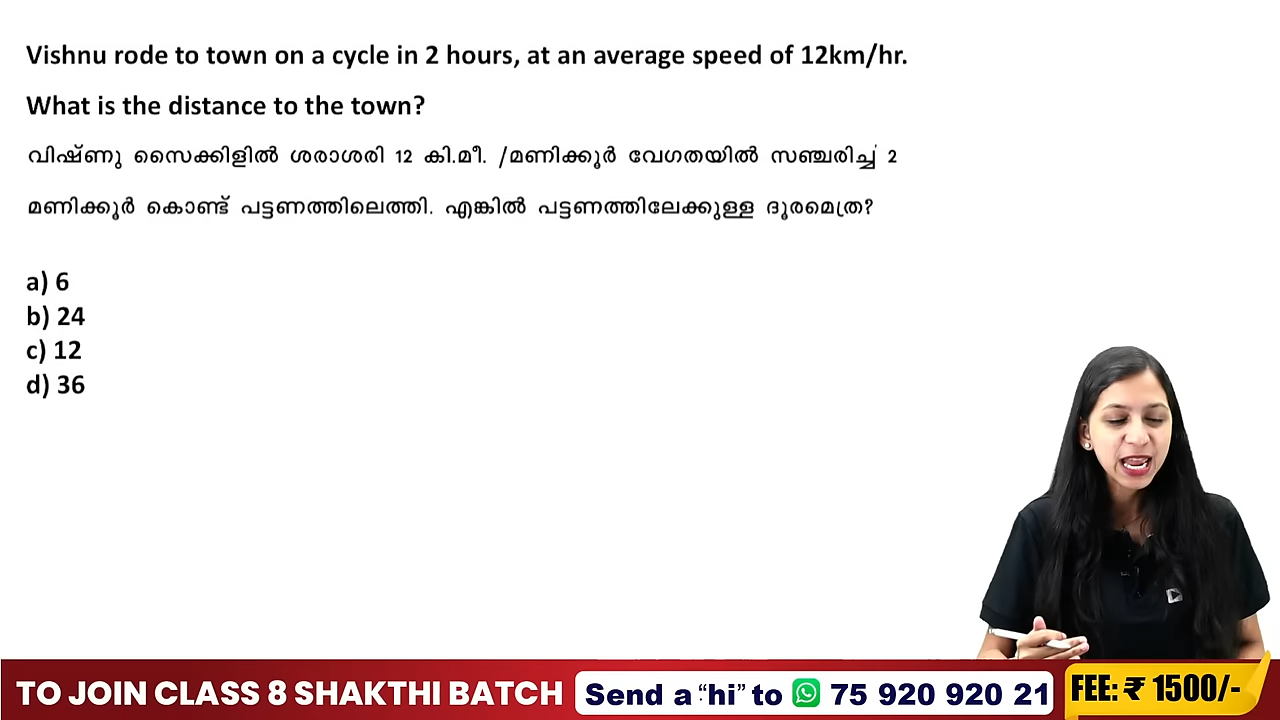 Vishnu rode to town on a cycle in 2 hours, at an average speed of 12km/hr.
What is the distance to the town?
വിഷ്ണു സൈക്കിളിൽ ശരാശരി 12 കി.മീ. /മണിക്കൂർ വേഗതയിൽ സഞ്ചരിച്ച് 2
മണിക്കൂർ കൊണ്ട് പട്ടണത്തിലെത്തി. എങ്കിൽ പട്ടണത്തിലേക്കുള്ള ദൂരമെത്ര?
a) 6
b) 24
c) 12
d) 36
TO JOIN CLASS 8 SHAKTHI BATCH Send a “hi” to 75 920 920 21 FEE: ₹ 1500/-